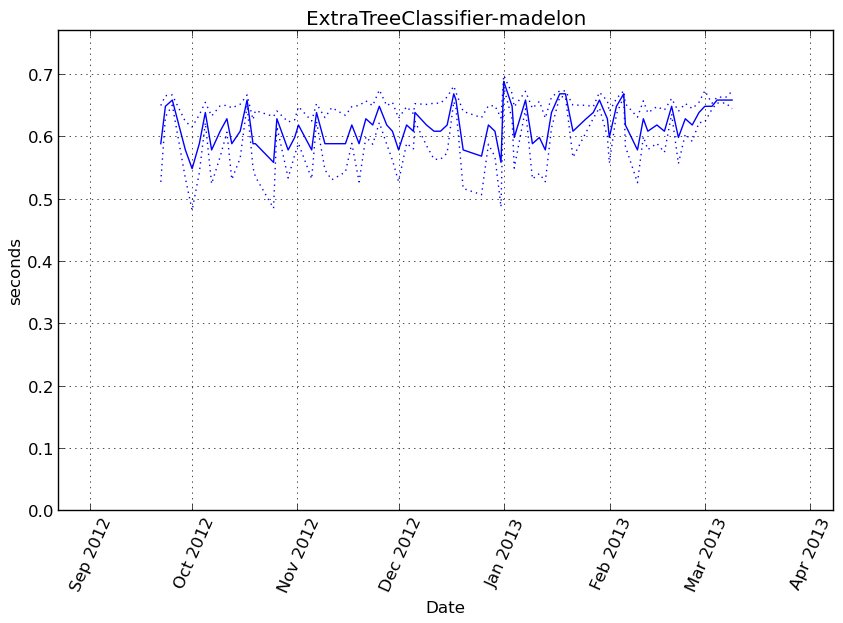 ExtraTreeClassifier-madelon
0.7
0.6
0.5
0.4
0.3
0.2
0.1
0.0
seconds
Sep 2012
Oct 2012
Nov 2012
Dec 2012
Jan 2013
Feb 2013
Mar 2013
Apr 2013
Date